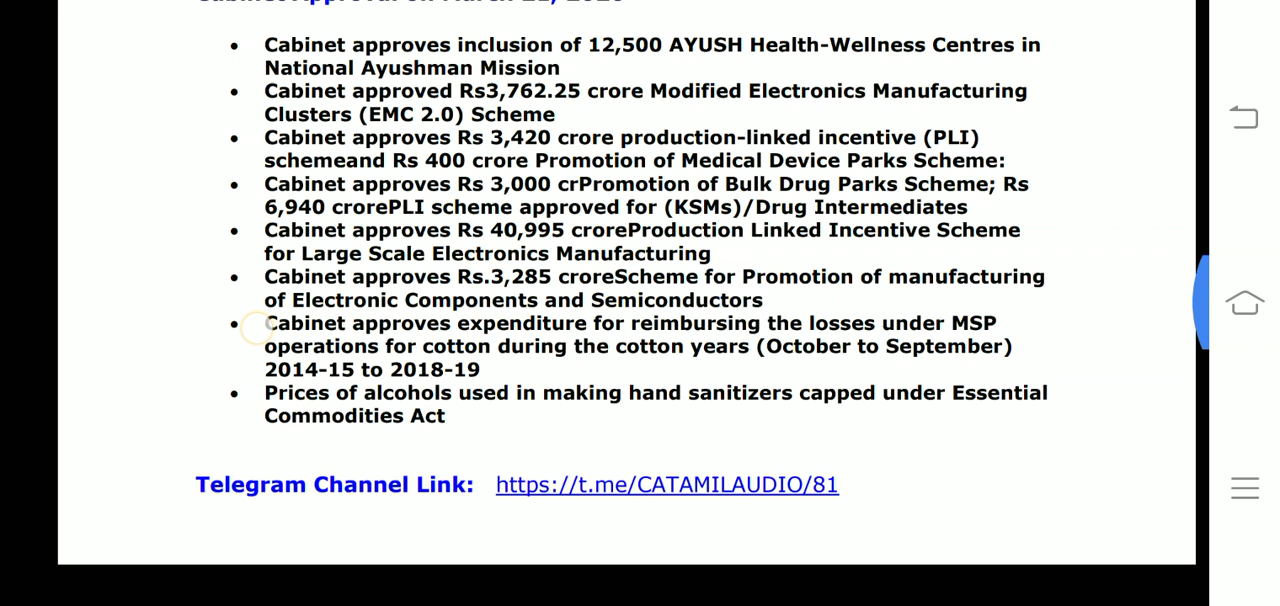 Cabinet Approval on March 21, 2020
Cabinet approves inclusion of 12,500 AYUSH Health-Wellness Centres in
National Ayushman Mission
Cabinet approved Rs3,762.25 crore Modified Electronics Manufacturing
Clusters (EMC 2.0) Scheme
Cabinet approves Rs 3,420 crore production-linked incentive (PLI)
schemeand Rs 400 crore Promotion of Medical Device Parks Scheme:
Cabinet approves Rs 3,000 crPromotion of Bulk Drug Parks Scheme; Rs
6,940 crorePLI scheme approved for (KSMs)/Drug Intermediates
Cabinet approves Rs 40,995 croreProduction Linked Incentive Scheme
for Large Scale Electronics Manufacturing
Cabinet approves Rs.3,285 croreScheme for Promotion of manufacturing
of Electronic Components and Semiconductors
Cabinet approves expenditure for reimbursing the losses under MSP
operations for cotton during the cotton years (October to September)
2014-15 to 2018-19
Prices of alcohols used in making hand sanitizers capped under Essential
Commodities Act
Telegram Channel Link: https://t.me/CATAMILAUDIO/81